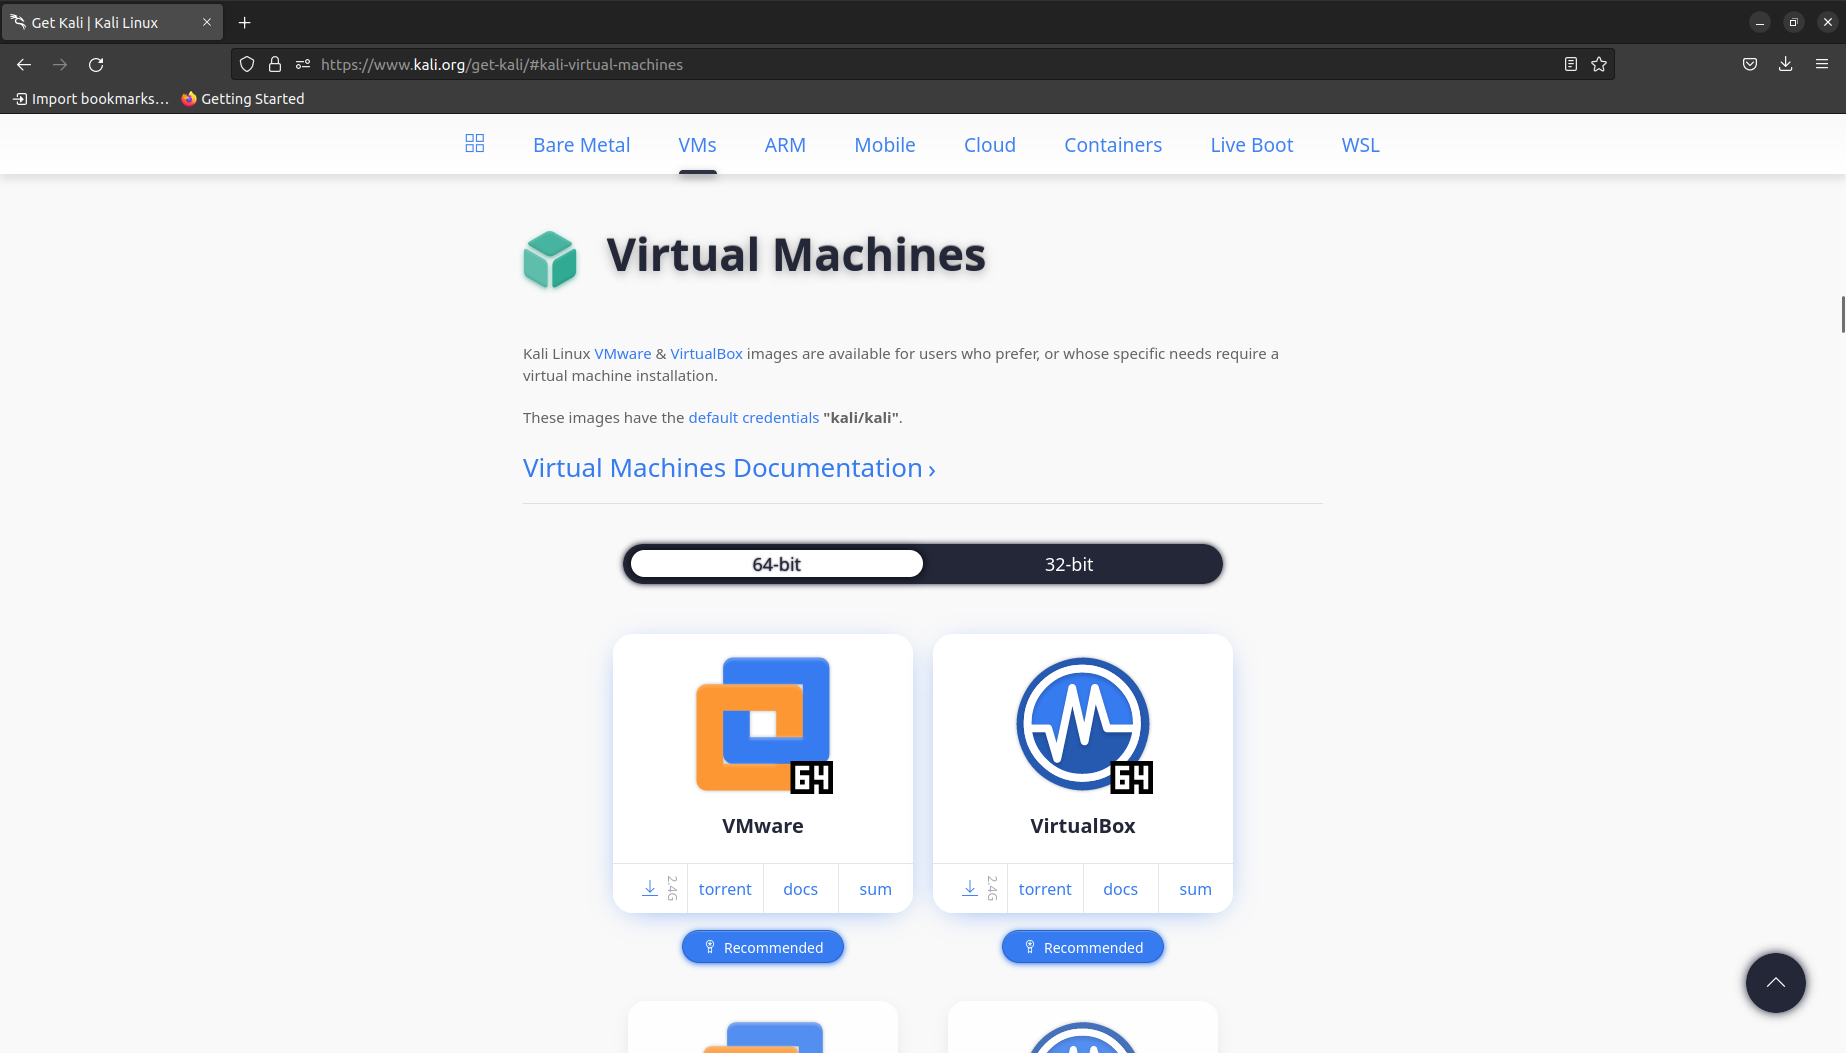 Get Kali | Kali Linux
https://www.kali.org/get-kali/#kali-virtual-machines
Import bookmarks... Getting Started
Bare Metal VMs ARM Mobile Cloud Containers Live Boot WSL
Virtual Machines
Kali Linux VMware & VirtualBox images are available for users who prefer, or whose specific needs require a
virtual machine installation.
These images have the default credentials "kali/kali".
Virtual Machines Documentation ›
64-bit 32-bit
64 64
VMware VirtualBox
2.4G torrent docs sum 2.4G torrent docs sum
Recommended Recommended